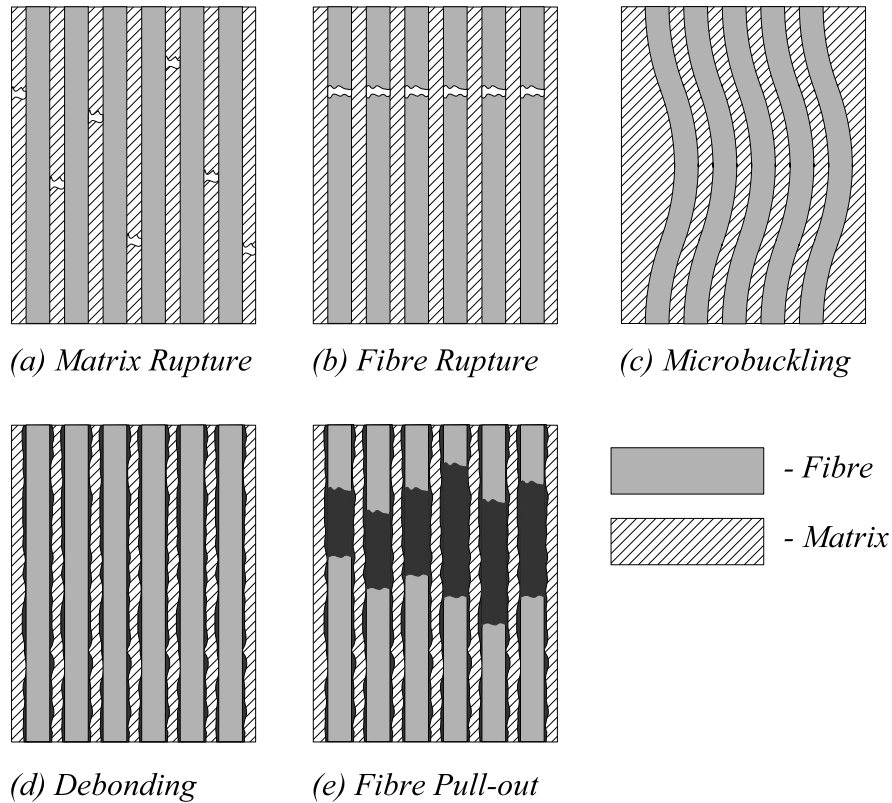 (a) Matrix Rupture
(b) Fibre Rupture
(c) Microbuckling
- Fibre
- Matrix
(d) Debonding
(e) Fibre Pull-out